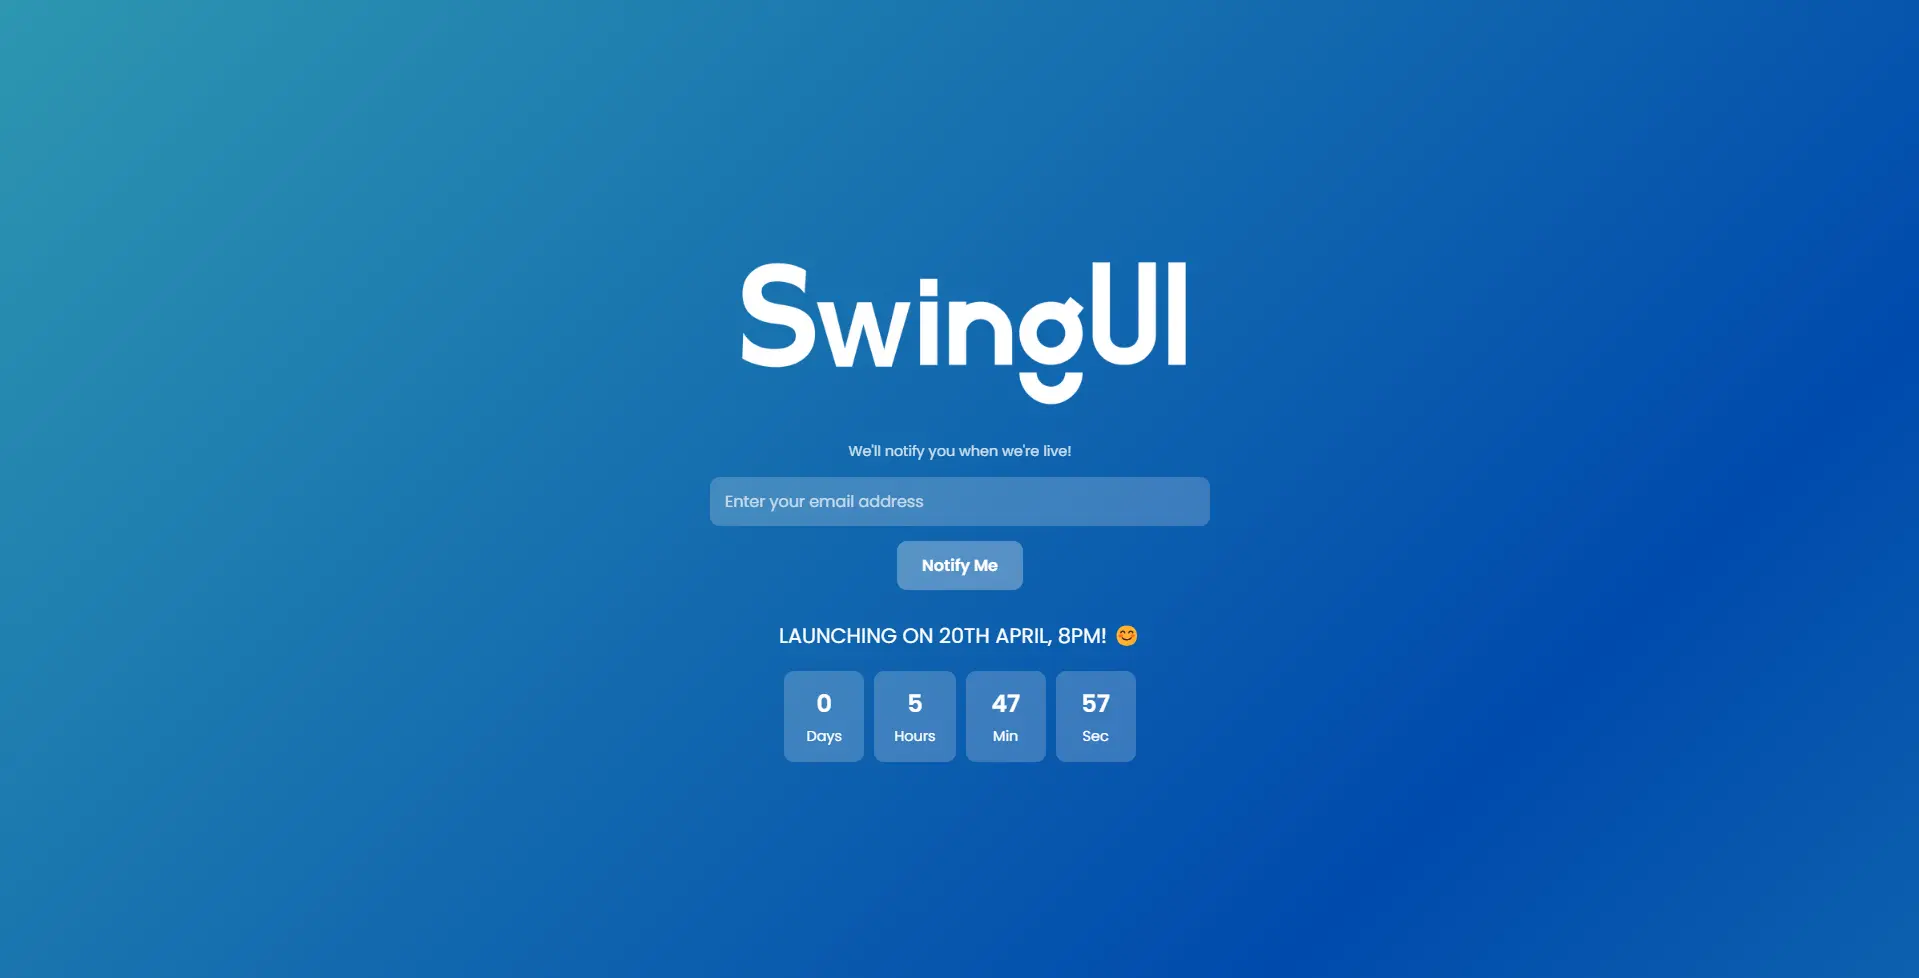 SwingUI
We'll notify you when we're live!
Enter your email address
Notify Me
LAUNCHING ON 20TH APRIL, 8PM! 😊
0 5 47 57
Days Hours Min Sec